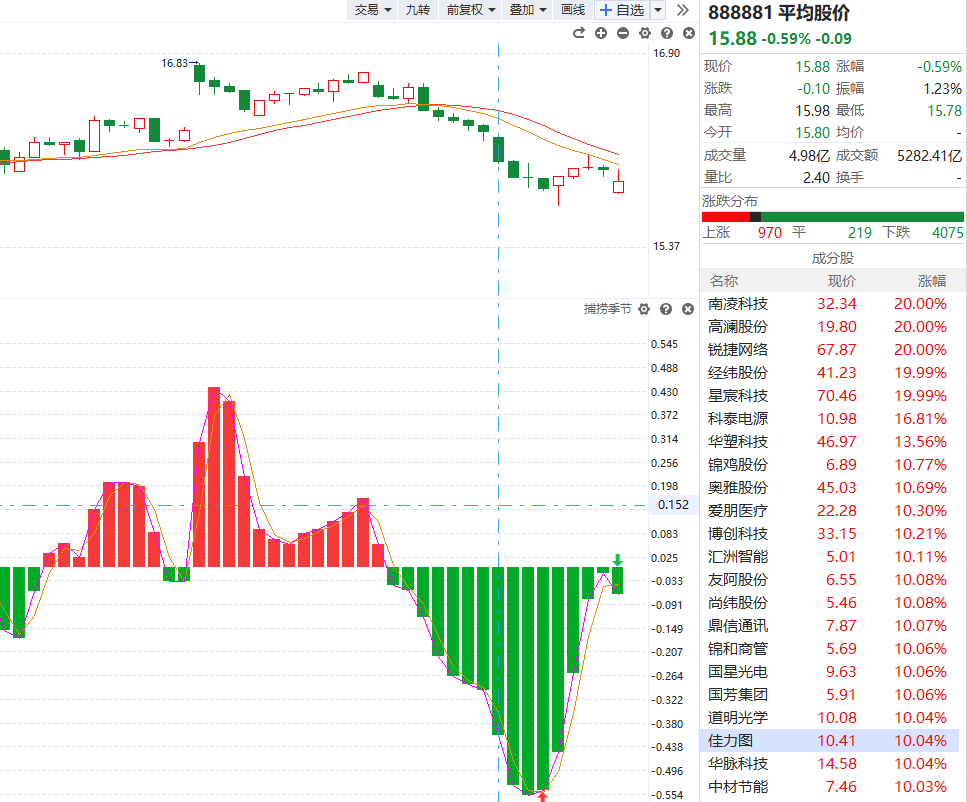 交易 九转 前复权 叠加 画线 + 自选
888881 平均股价
15.88 -0.59% -0.09
16.90
16.83
15.37
现价 15.88 涨幅 -0.59%
涨跌 -0.10 振幅 1.23%
最高 15.98 最低 15.78
今开 15.80 均价 -
成交量 4.98亿 成交额 5282.41亿
量比 2.40 换手 -
涨跌分布
上涨 970 平 219 下跌 4075
成分股
名称 现价 涨幅
南凌科技 32.34 20.00%
高澜股份 19.80 20.00%
锐捷网络 67.87 20.00%
经纬股份 41.23 19.99%
星宸科技 70.46 19.99%
科泰电源 10.98 16.81%
华塑科技 46.97 13.56%
锦鸡股份 6.89 10.77%
奥雅股份 45.03 10.69%
爱朋医疗 22.28 10.30%
博创科技 33.15 10.21%
汇洲智能 5.01 10.11%
友阿股份 6.55 10.08%
尚纬股份 5.46 10.08%
鼎信通讯 7.87 10.07%
锦和商管 5.69 10.06%
国星光电 9.63 10.06%
国芳集团 5.91 10.06%
道明光学 10.08 10.04%
佳力图 10.41 10.04%
华脉科技 14.58 10.04%
中材节能 7.46 10.03%
捕捞季节
0.545
0.488
0.430
0.372
0.314
0.256
0.198
0.152
0.083
0.025
-0.033
-0.091
-0.149
-0.207
-0.264
-0.322
-0.380
-0.438
-0.496
-0.554